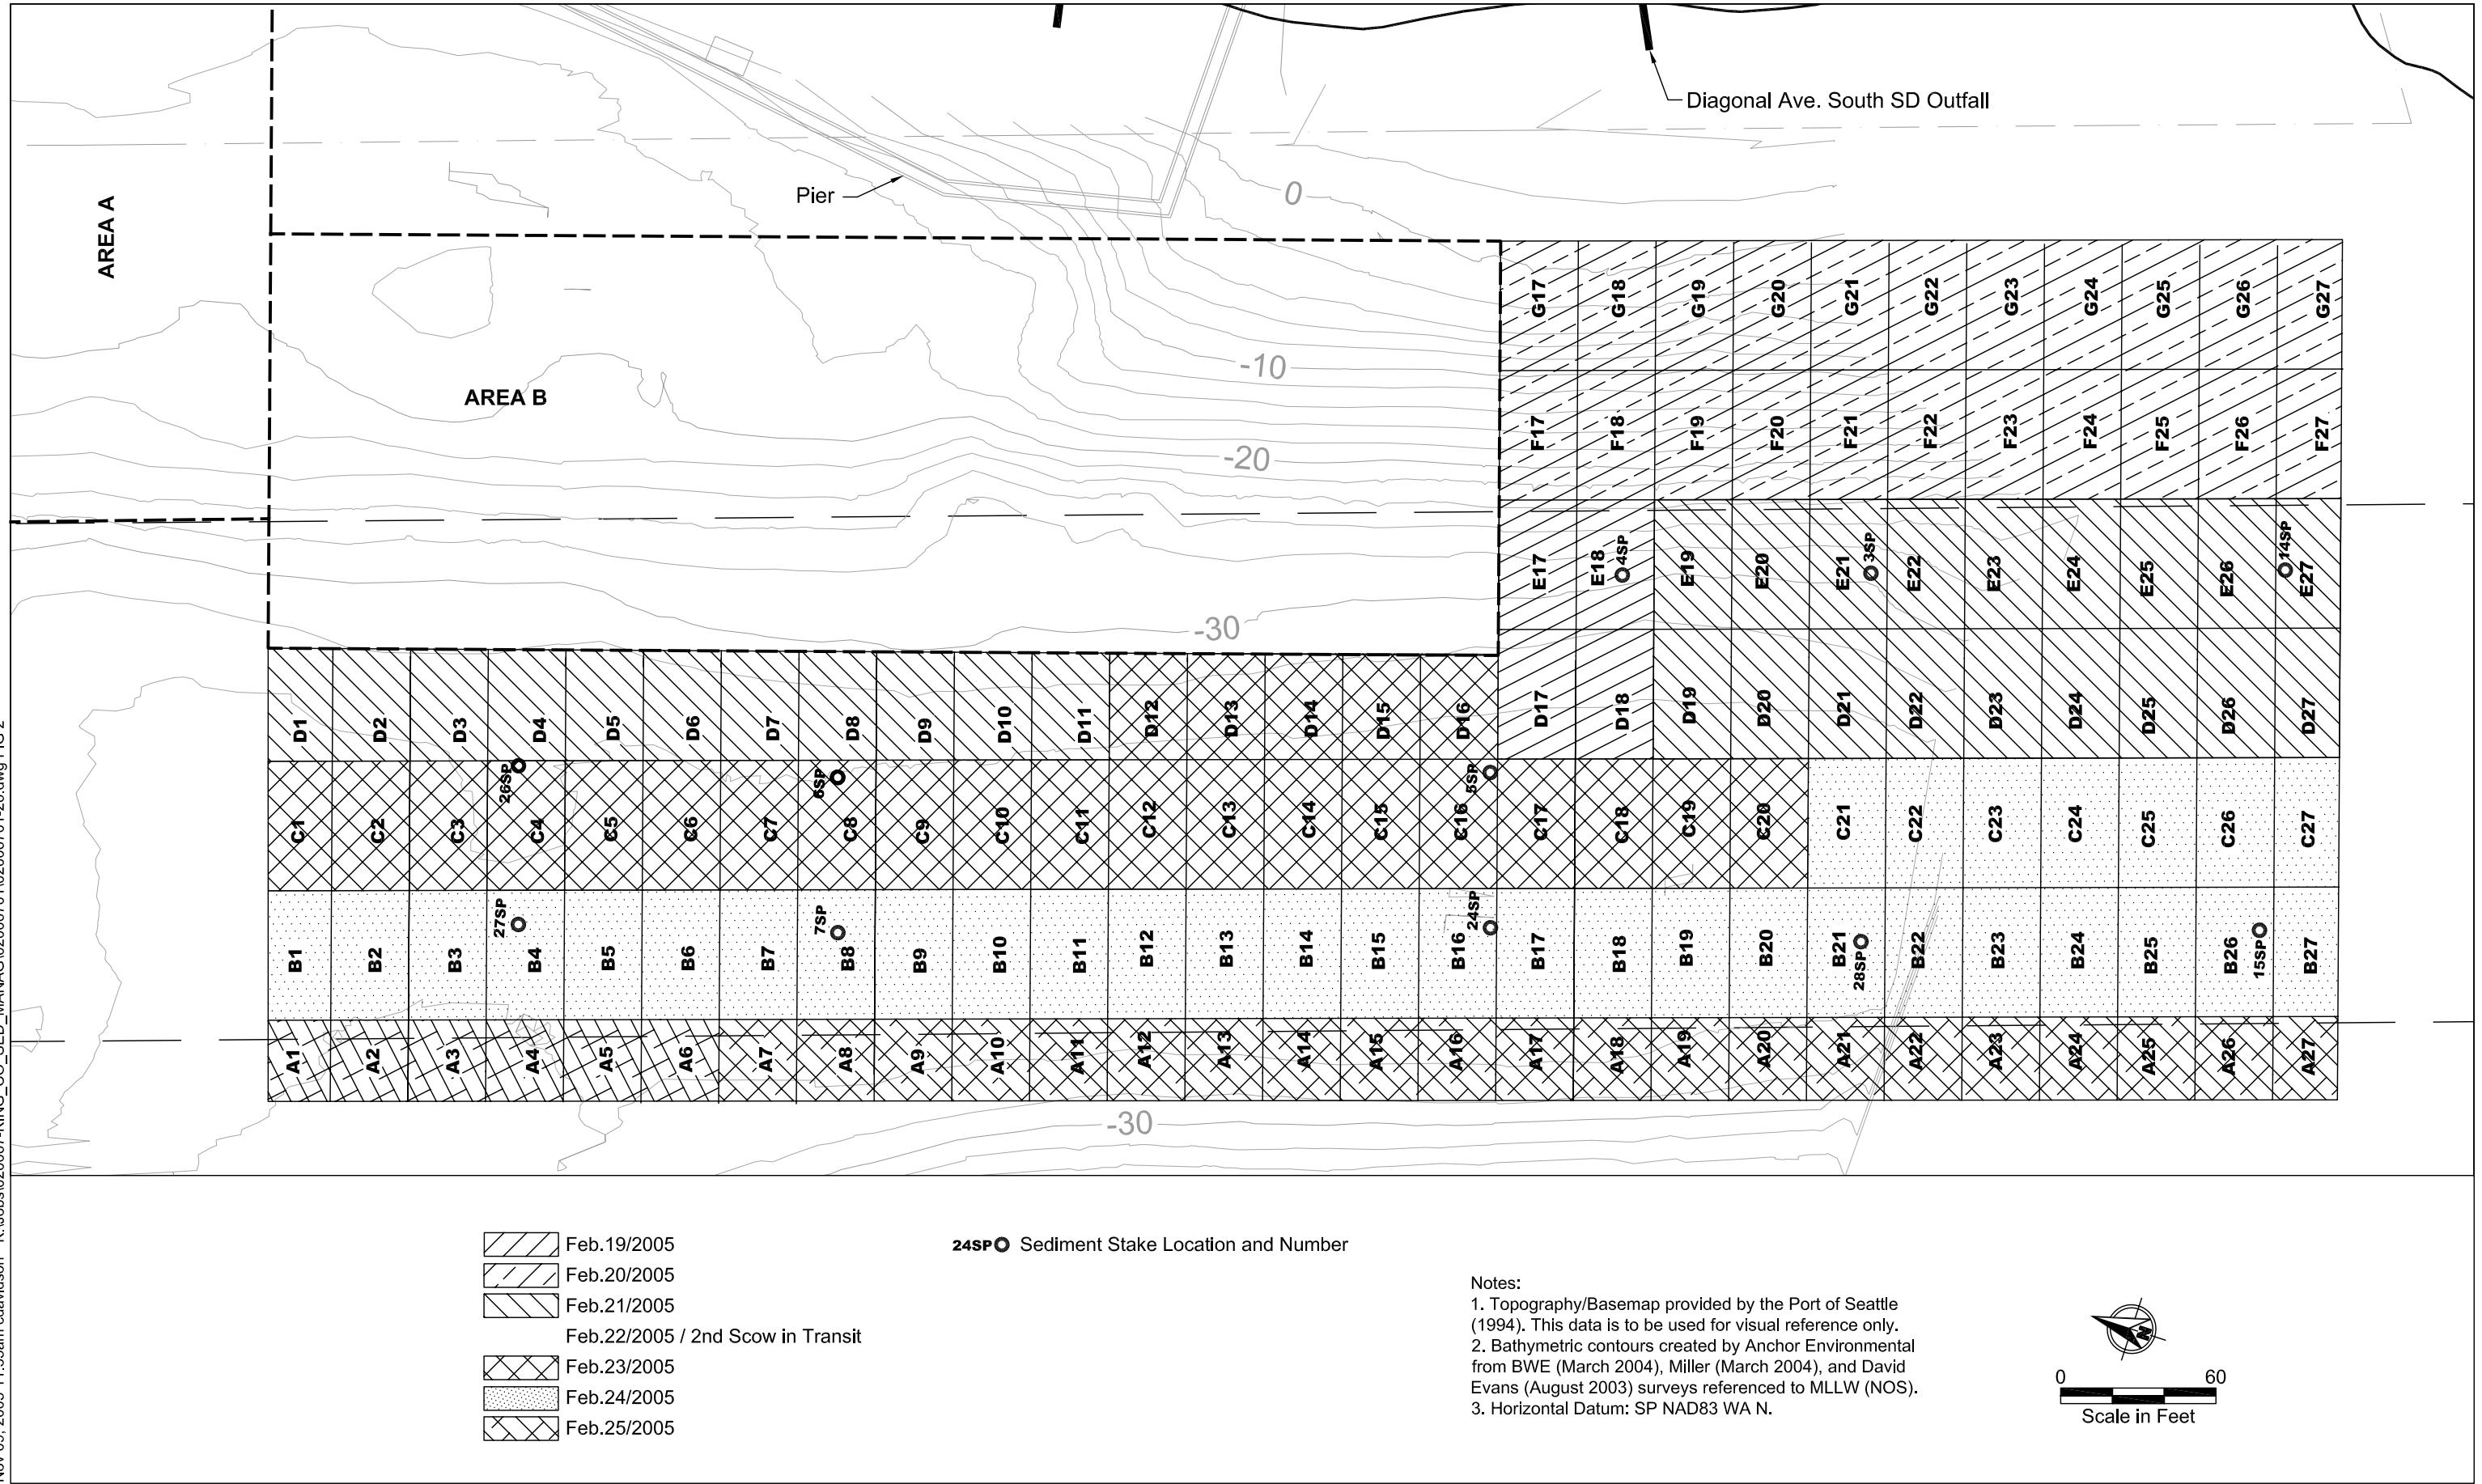 Diagonal Ave. South SD Outfall
Pier
0
AREA A
-10
AREA B
-20
-30
G17 G18 G19 G20 G21 G22 G23 G24 G25 G26 G27
F17 F18 F19 F20 F21 F22 F23 F24 F25 F26 F27
E17 E18 4SP E19 E20 E21 3SP E22 E23 E24 E25 E26 14SP E27
D1 D2 D3 D4 D5 D6 D7 D8 D9 D10 D11 D12 D13 D14 D15 D16 D17 D18 D19 D20 D21 D22 D23 D24 D25 D26 D27
26SP 6SP 5SP
C1 C2 C3 C4 C5 C6 C7 C8 C9 C10 C11 C12 C13 C14 C15 C16 C17 C18 C19 C20 C21 C22 C23 C24 C25 C26 C27
27SP 7SP 24SP 28SP 15SP
B1 B2 B3 B4 B5 B6 B7 B8 B9 B10 B11 B12 B13 B14 B15 B16 B17 B18 B19 B20 B21 B22 B23 B24 B25 B26 B27
A1 A2 A3 A4 A5 A6 A7 A8 A9 A10 A11 A12 A13 A14 A15 A16 A17 A18 A19 A20 A21 A22 A23 A24 A25 A26 A27
-30
Feb.19/2005
Feb.20/2005
Feb.21/2005
Feb.22/2005 / 2nd Scow in Transit
Feb.23/2005
Feb.24/2005
Feb.25/2005
24SP Sediment Stake Location and Number
Notes:
1. Topography/Basemap provided by the Port of Seattle
(1994). This data is to be used for visual reference only.
2. Bathymetric contours created by Anchor Environmental
from BWE (March 2004), Miller (March 2004), and David
Evans (August 2003) surveys referenced to MLLW (NOS).
3. Horizontal Datum: SP NAD83 WA N.
N
0 60
Scale in Feet